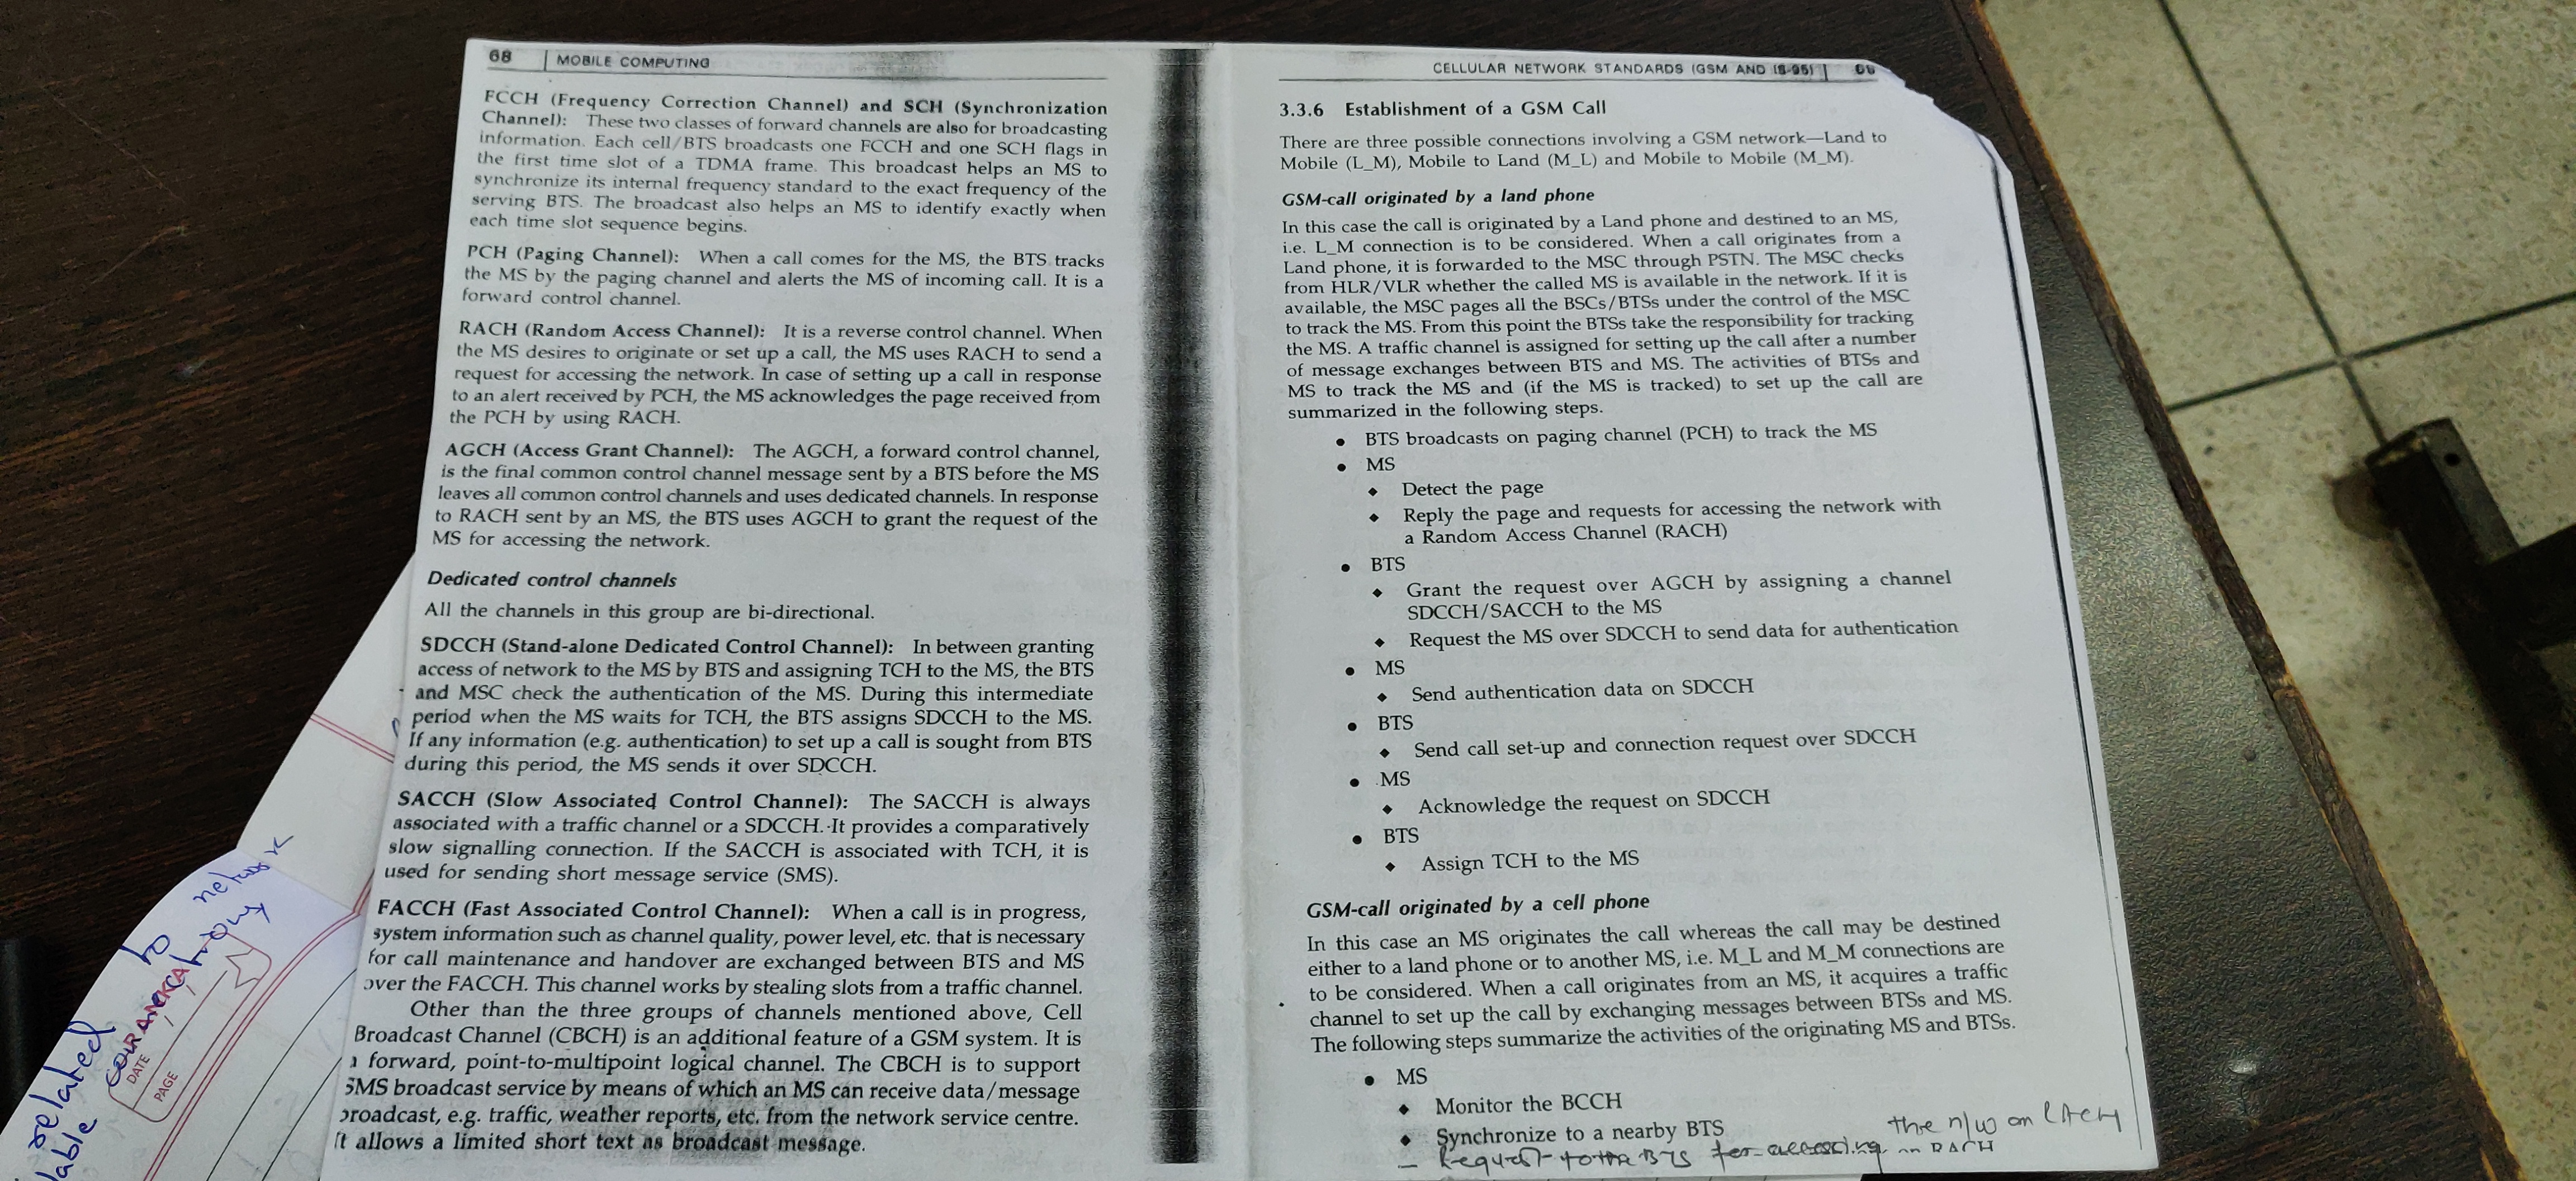 68 | MOBILE COMPUTING
FCCH (Frequency Correction Channel) and SCH (Synchronization
Channel): These two classes of forward channels are also for broadcasting
information. Each cell/BTS broadcasts one FCCH and one SCH flags in
the first time slot of a TDMA frame. This broadcast helps an MS to
synchronize its internal frequency standard to the exact frequency of the
serving BTS. The broadcast also helps an MS to identify exactly when
each time slot sequence begins.
PCH (Paging Channel): When a call comes for the MS, the BTS tracks
the MS by the paging channel and alerts the MS of incoming call. It is a
forward control channel.
RACH (Random Access Channel): It is a reverse control channel. When
the MS desires to originate or set up a call, the MS uses RACH to send a
request for accessing the network. In case of setting up a call in response
to an alert received by PCH, the MS acknowledges the page received from
the PCH by using RACH.
AGCH (Access Grant Channel): The AGCH, a forward control channel,
is the final common control channel message sent by a BTS before the MS
leaves all common control channels and uses dedicated channels. In response
to RACH sent by an MS, the BTS uses AGCH to grant the request of the
MS for accessing the network.
Dedicated control channels
All the channels in this group are bi-directional.
SDCCH (Stand-alone Dedicated Control Channel): In between granting
access of network to the MS by BTS and assigning TCH to the MS, the BTS
and MSC check the authentication of the MS. During this intermediate
period when the MS waits for TCH, the BTS assigns SDCCH to the MS.
If any information (e.g. authentication) to set up a call is sought from BTS
during this period, the MS sends it over SDCCH.
SACCH (Slow Associated Control Channel): The SACCH is always
associated with a traffic channel or a SDCCH. It provides a comparatively
slow signalling connection. If the SACCH is associated with TCH, it is
used for sending short message service (SMS).
FACCH (Fast Associated Control Channel): When a call is in progress,
system information such as channel quality, power level, etc. that is necessary
for call maintenance and handover are exchanged between BTS and MS
over the FACCH. This channel works by stealing slots from a traffic channel.
Other than the three groups of channels mentioned above, Cell
Broadcast Channel (CBCH) is an additional feature of a GSM system. It is
a forward, point-to-multipoint logical channel. The CBCH is to support
SMS broadcast service by means of which an MS can receive data/message
broadcast, e.g. traffic, weather reports, etc. from the network service centre.
It allows a limited short text as broadcast message.
CELLULAR NETWORK STANDARDS (GSM AND IS-95) |
3.3.6 Establishment of a GSM Call
There are three possible connections involving a GSM network—Land to
Mobile (L_M), Mobile to Land (M_L) and Mobile to Mobile (M_M).
GSM-call originated by a land phone
In this case the call is originated by a Land phone and destined to an MS,
i.e. L_M connection is to be considered. When a call originates from a
Land phone, it is forwarded to the MSC through PSTN. The MSC checks
from HLR/VLR whether the called MS is available in the network. If it is
available, the MSC pages all the BSCs/BTSs under the control of the MSC
to track the MS. From this point the BTSs take the responsibility for tracking
the MS. A traffic channel is assigned for setting up the call after a number
of message exchanges between BTS and MS. The activities of BTSs and
MS to track the MS and (if the MS is tracked) to set up the call are
summarized in the following steps.
• BTS broadcasts on paging channel (PCH) to track the MS
• MS
◆ Detect the page
◆ Reply the page and requests for accessing the network with
a Random Access Channel (RACH)
• BTS
◆ Grant the request over AGCH by assigning a channel
SDCCH/SACCH to the MS
◆ Request the MS over SDCCH to send data for authentication
• MS
◆ Send authentication data on SDCCH
• BTS
◆ Send call set-up and connection request over SDCCH
• MS
◆ Acknowledge the request on SDCCH
• BTS
◆ Assign TCH to the MS
GSM-call originated by a cell phone
In this case an MS originates the call whereas the call may be destined
either to a land phone or to another MS, i.e. M_L and M_M connections are
to be considered. When a call originates from an MS, it acquires a traffic
channel to set up the call by exchanging messages between BTSs and MS.
The following steps summarize the activities of the originating MS and BTSs.
• MS
◆ Monitor the BCCH
◆ Synchronize to a nearby BTS
the n/w on
– Request to the BTS for accessing on RACH
network
to
related
DATE
PAGE